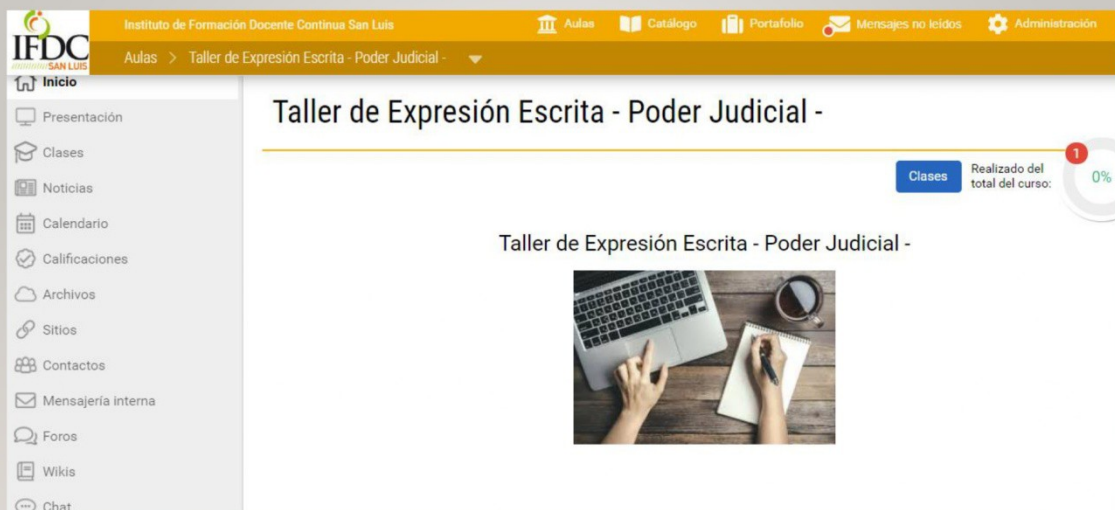 IFDC
SAN LUIS
Instituto de Formación Docente Continua San Luis
Aulas
Catálogo
Portafolio
Mensajes no leídos
Administración
Aulas > Taller de Expresión Escrita - Poder Judicial -
Inicio
Presentación
Clases
Noticias
Calendario
Calificaciones
Archivos
Sitios
Contactos
Mensajería interna
Foros
Wikis
Chat
Taller de Expresión Escrita - Poder Judicial -
Clases
Realizado del
total del curso:
1
0%
Taller de Expresión Escrita - Poder Judicial -